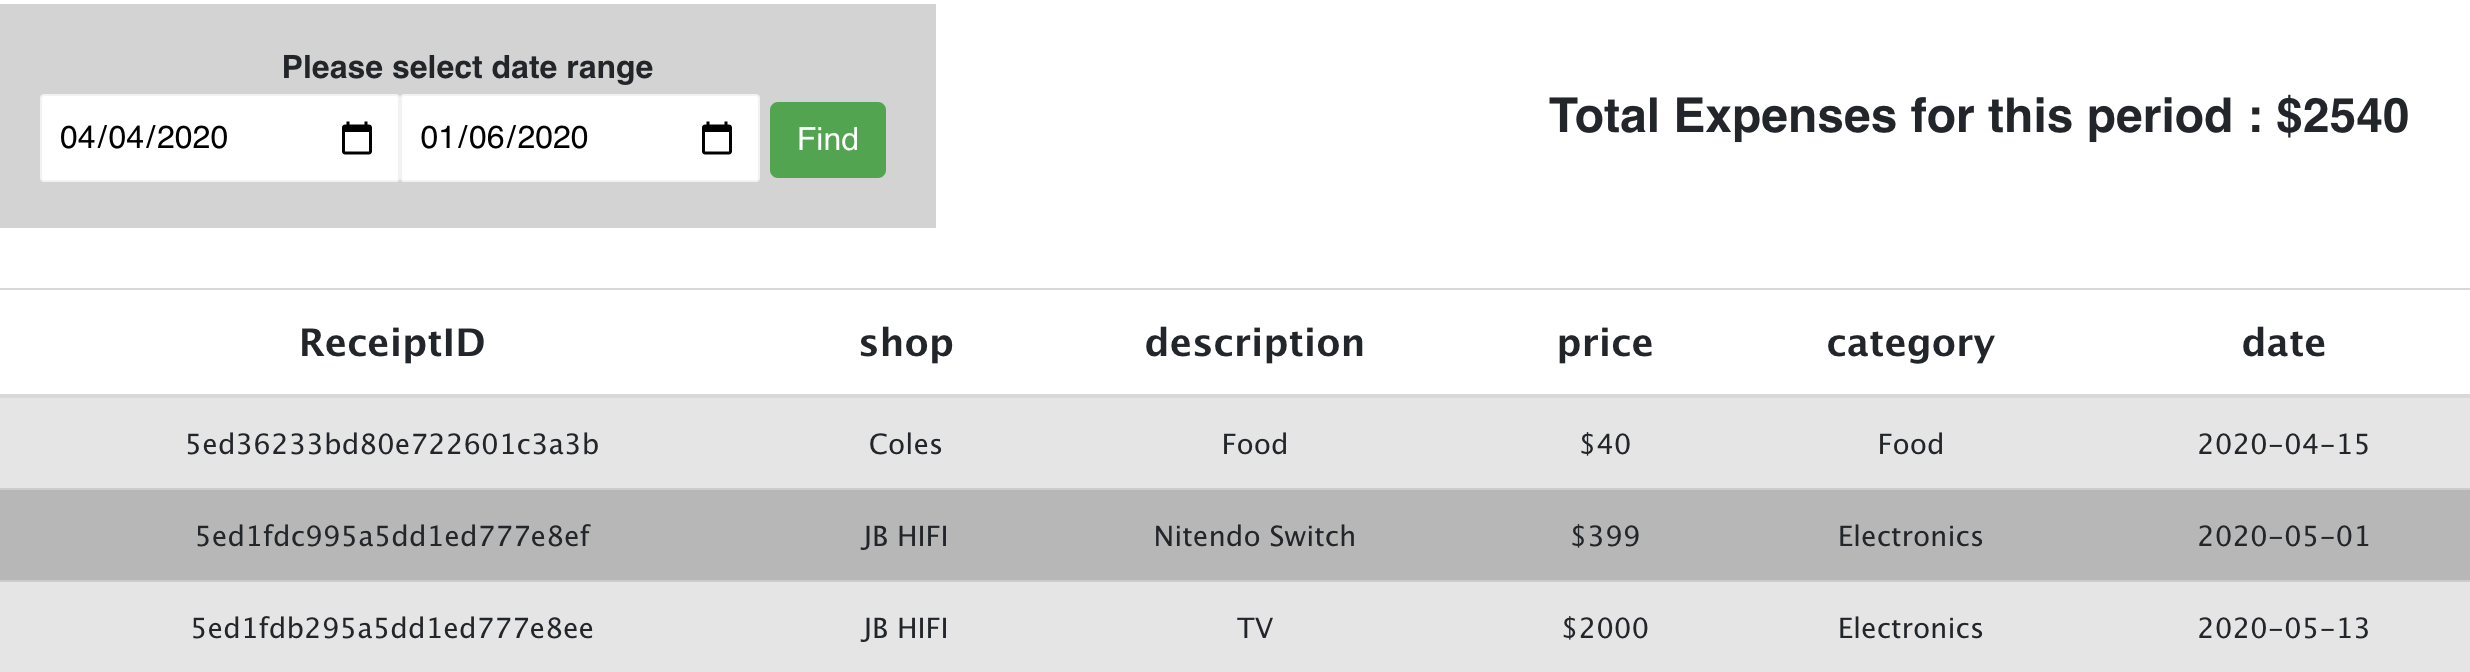 Please select date range
04/04/2020 01/06/2020 Find
Total Expenses for this period : $2540
ReceiptID shop description price category date
5ed36233bd80e722601c3a3b Coles Food $40 Food 2020-04-15
5ed1fdc995a5dd1ed777e8ef JB HIFI Nitendo Switch $399 Electronics 2020-05-01
5ed1fdb295a5dd1ed777e8ee JB HIFI TV $2000 Electronics 2020-05-13